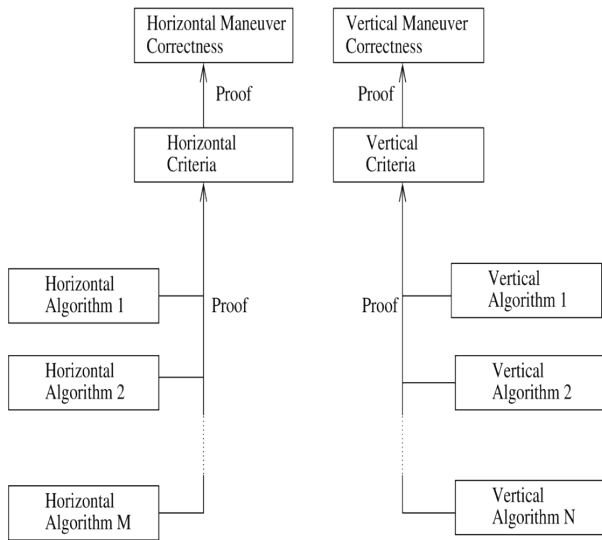 Horizontal Maneuver
Correctness
Vertical Maneuver
Correctness
Proof
Proof
Horizontal
Criteria
Vertical
Criteria
Horizontal
Algorithm 1
Proof
Proof
Vertical
Algorithm 1
Horizontal
Algorithm 2
Vertical
Algorithm 2
Horizontal
Algorithm M
Vertical
Algorithm N